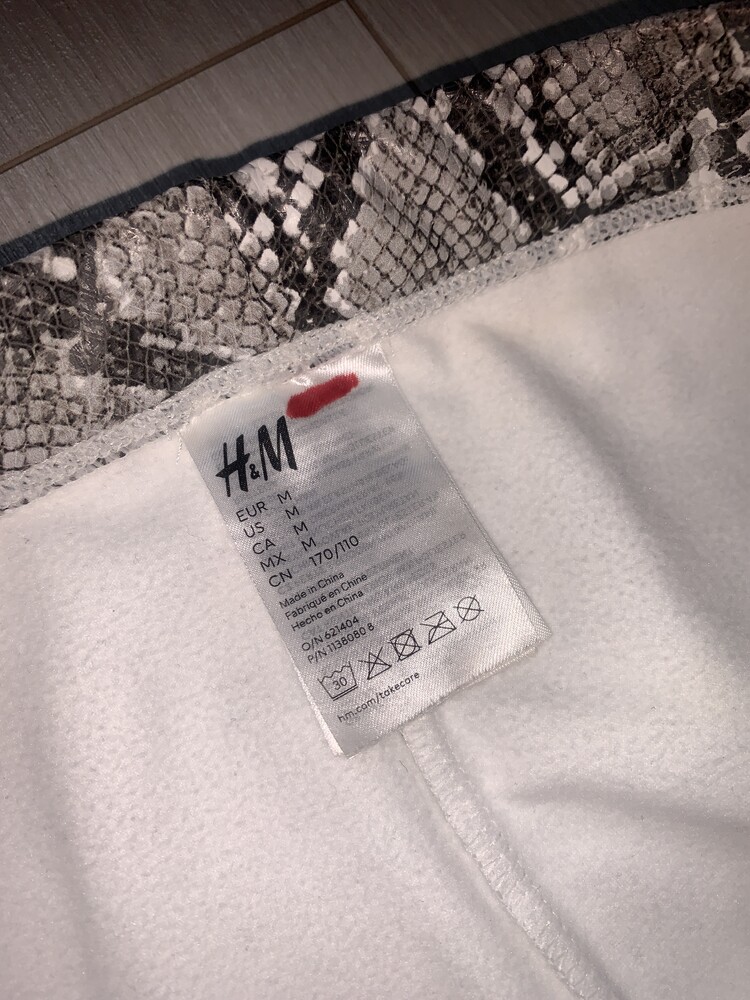 H&M
EUR M
US M
CA M
MX M
CN 170/110
Made in China
Fabriqué en Chine
Hecho en China
O/N 621404
P/N 1138080 8
30
hm.com/takecare